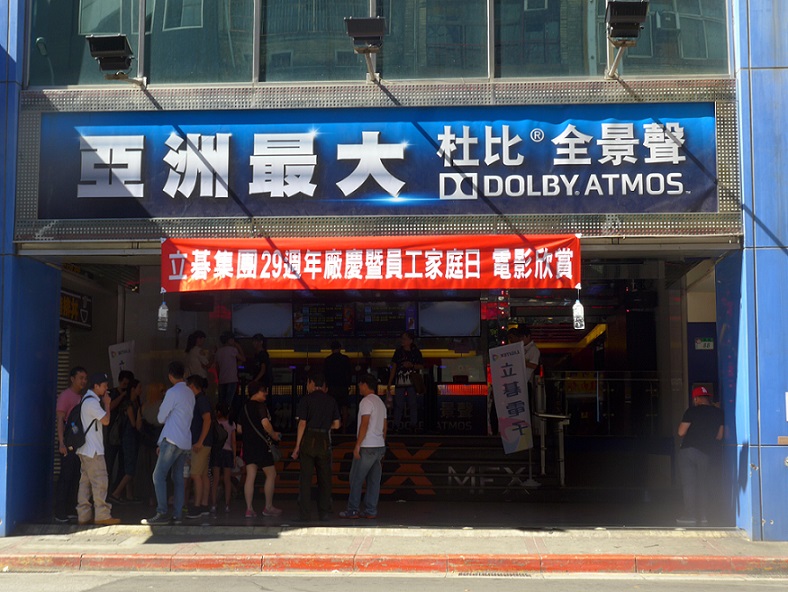 亞洲最大
杜比® 全景聲
DOLBY ATMOS™
立碁集團29週年廠慶暨員工家庭日 電影欣賞
立碁電子
ATMOS
MFX